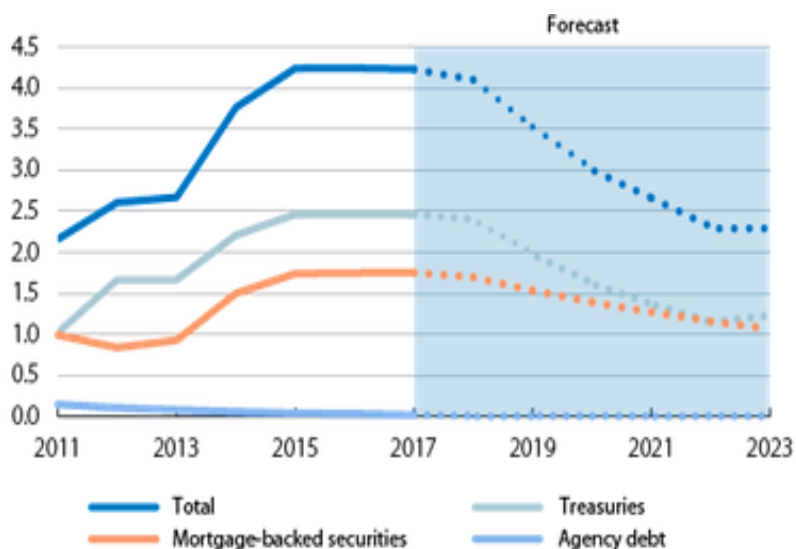 Forecast
4.5
4.0
3.5
3.0
2.5
2.0
1.5
1.0
0.5
0.0
2011 2013 2015 2017 2019 2021 2023
Total Treasuries
Mortgage-backed securities Agency debt